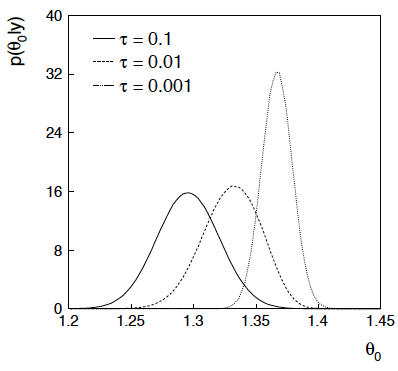 p(θ₀|y)
40
32
24
16
8
0
τ = 0.1
τ = 0.01
τ = 0.001
1.2 1.25 1.3 1.35 1.4 1.45
θ₀